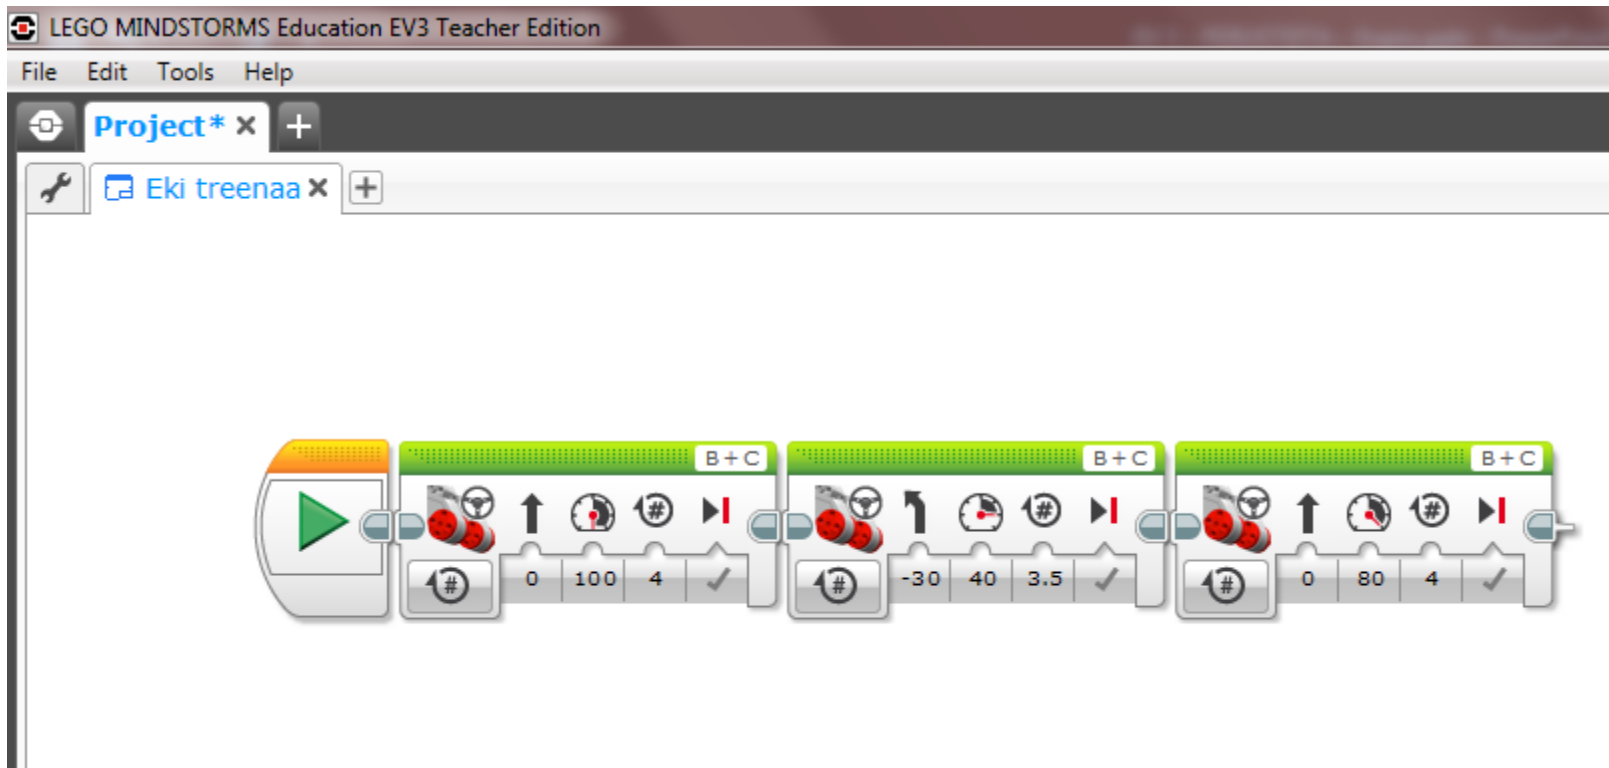 LEGO MINDSTORMS Education EV3 Teacher Edition
File Edit Tools Help
Project*
Eki treenaa
B+C B+C B+C
# # #
# 0 100 4 # -30 40 3.5 # 0 80 4